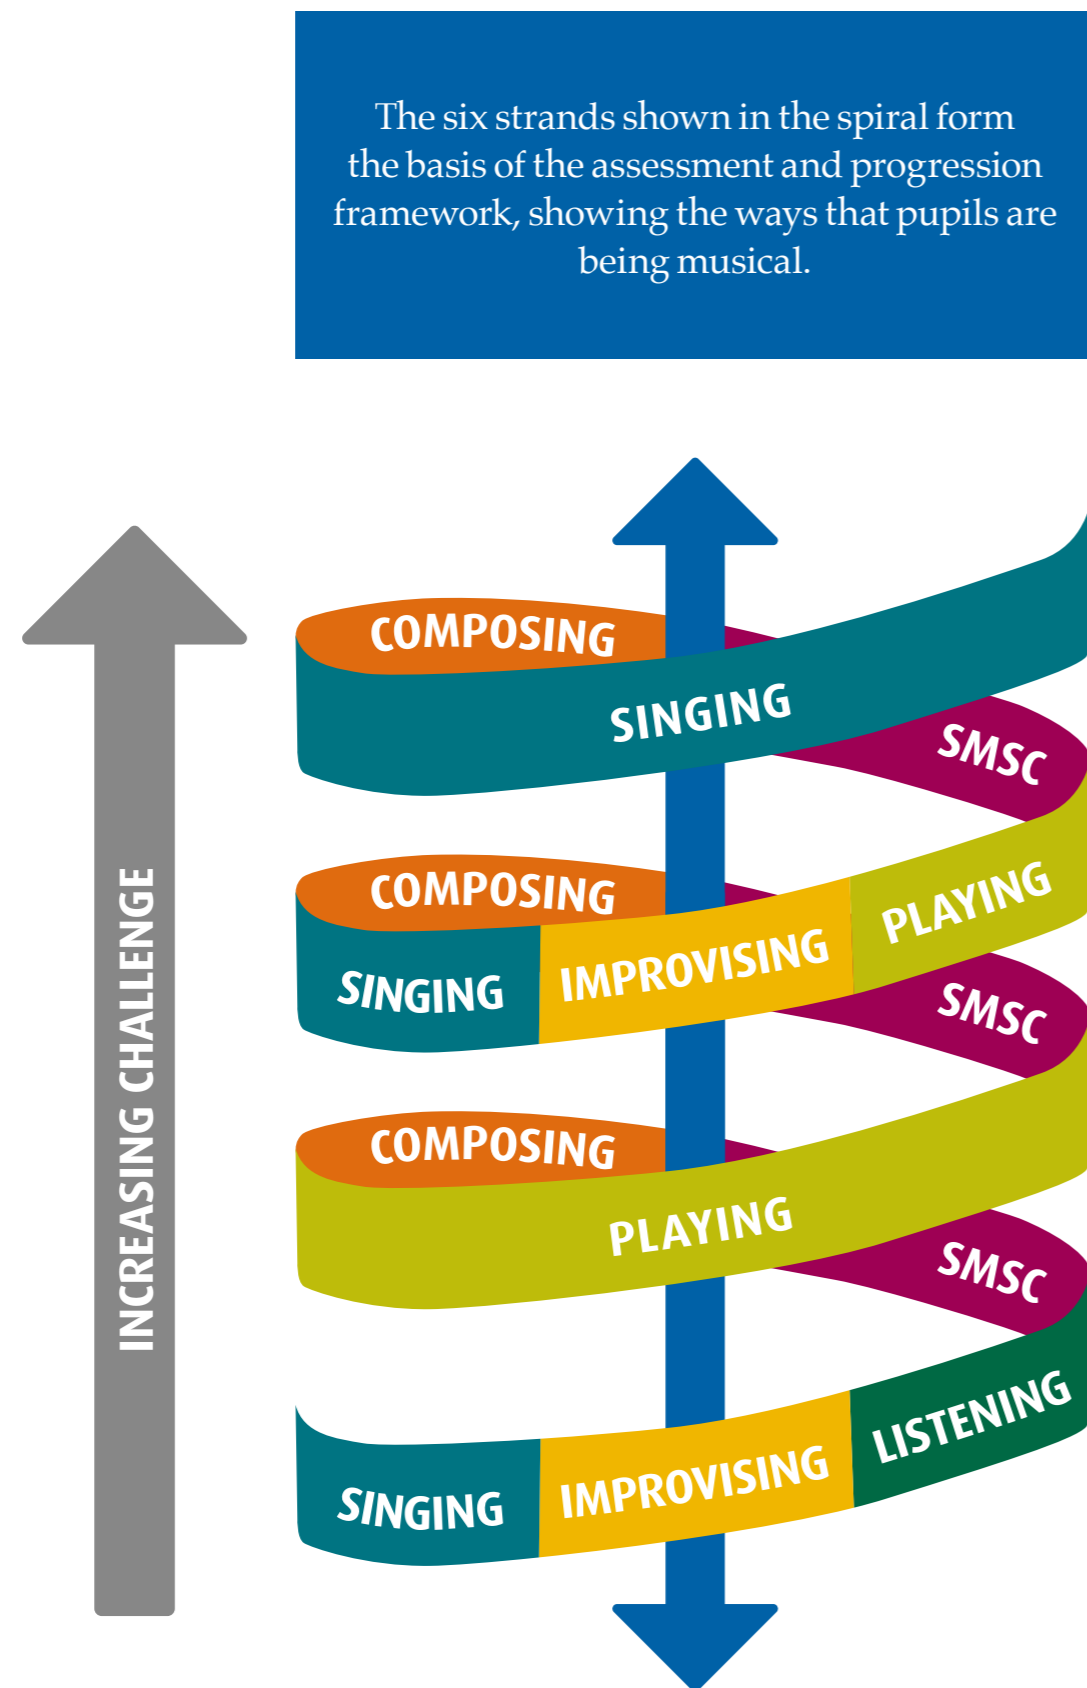 The six strands shown in the spiral form
the basis of the assessment and progression
framework, showing the ways that pupils are
being musical.
INCREASING CHALLENGE
COMPOSING
SINGING
SMSC
COMPOSING
SINGING
IMPROVISING
PLAYING
SMSC
COMPOSING
PLAYING
SMSC
SINGING
IMPROVISING
LISTENING